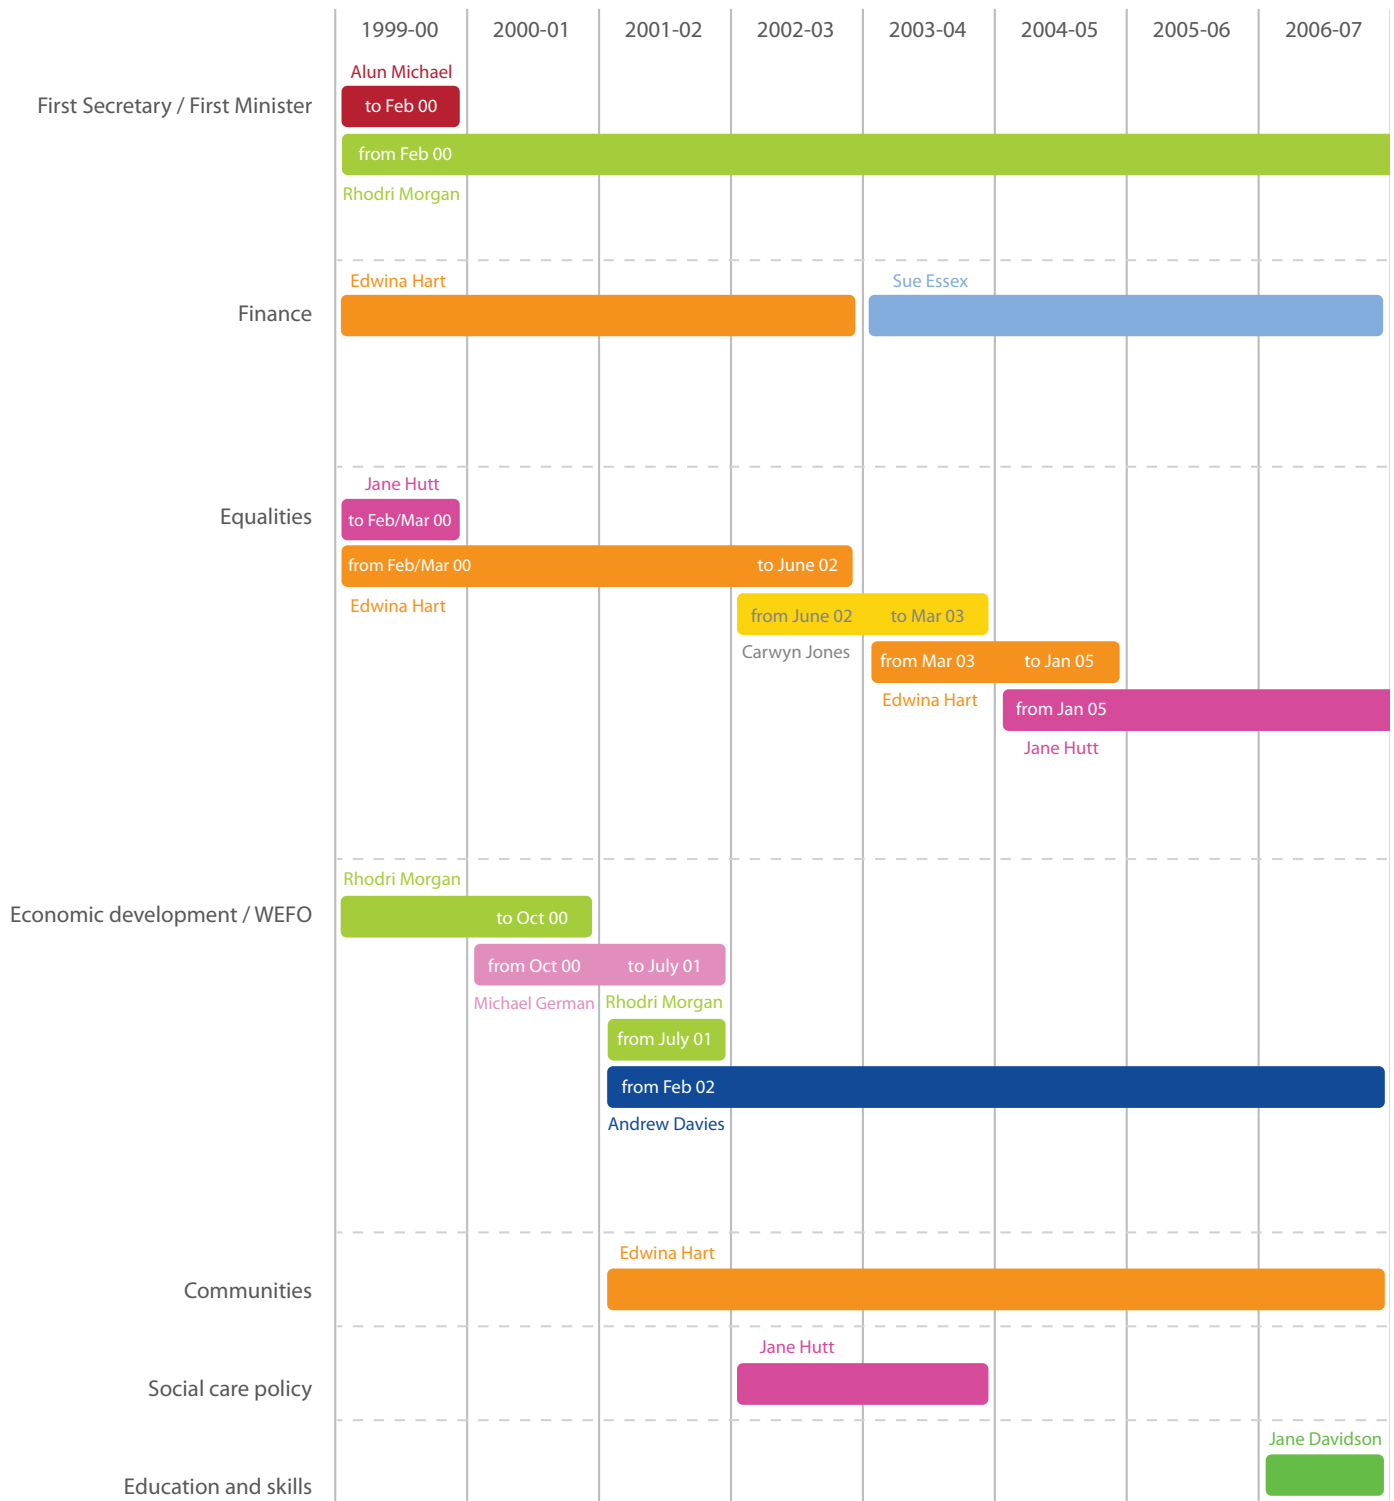 1999-00 2000-01 2001-02 2002-03 2003-04 2004-05 2005-06 2006-07
Alun Michael
First Secretary / First Minister to Feb 00
from Feb 00
Rhodri Morgan
Edwina Hart Sue Essex
Finance
Jane Hutt
Equalities to Feb/Mar 00
from Feb/Mar 00 to June 02
Edwina Hart
from June 02 to Mar 03
Carwyn Jones
from Mar 03 to Jan 05
Edwina Hart
from Jan 05
Jane Hutt
Rhodri Morgan
Economic development / WEFO to Oct 00
from Oct 00 to July 01
Michael German Rhodri Morgan
from July 01
from Feb 02
Andrew Davies
Edwina Hart
Communities
Jane Hutt
Social care policy
Jane Davidson
Education and skills